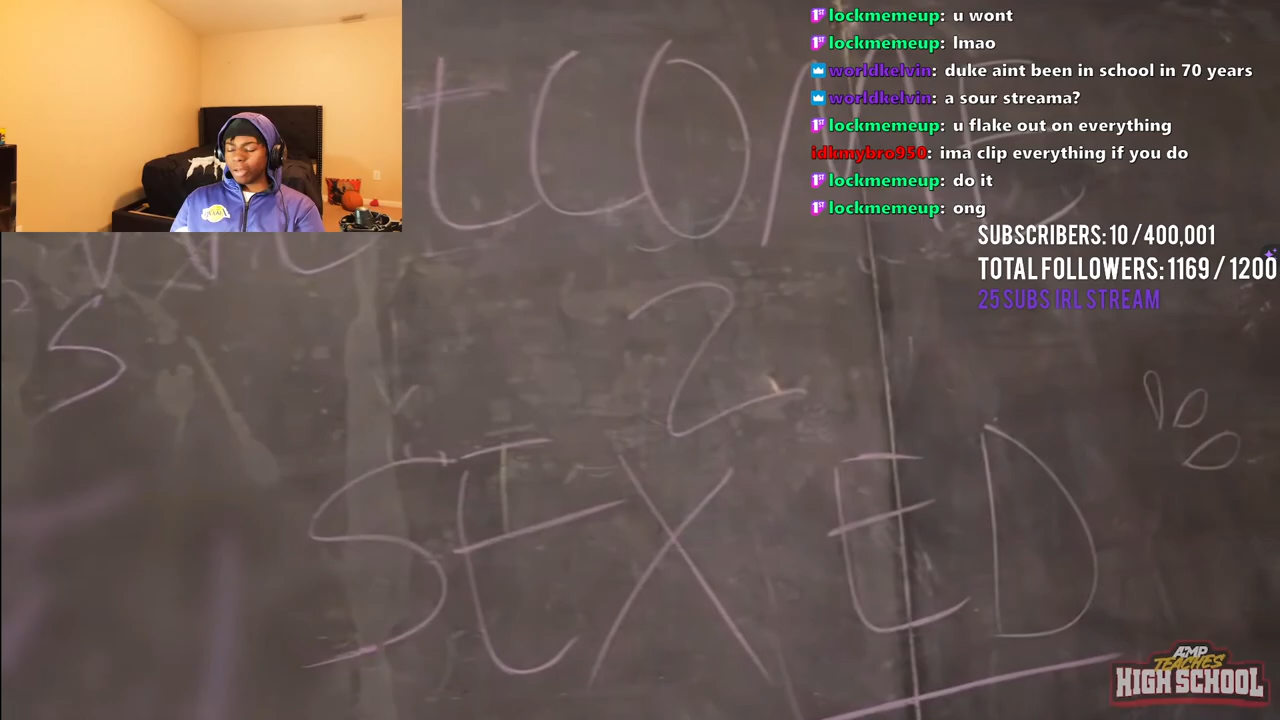 lockmemeup: u wont
lockmemeup: lmao
worldkelvin: duke aint been in school in 70 years
worldkelvin: a sour streama?
lockmemeup: u flake out on everything
idkmybro950: ima clip everything if you do
lockmemeup: do it
lockmemeup: ong
SUBSCRIBERS: 10 / 400,001
TOTAL FOLLOWERS: 1169 / 1200
25 SUBS IRL STREAM
2
SEX ED
AMP
TEACHES
HIGH SCHOOL